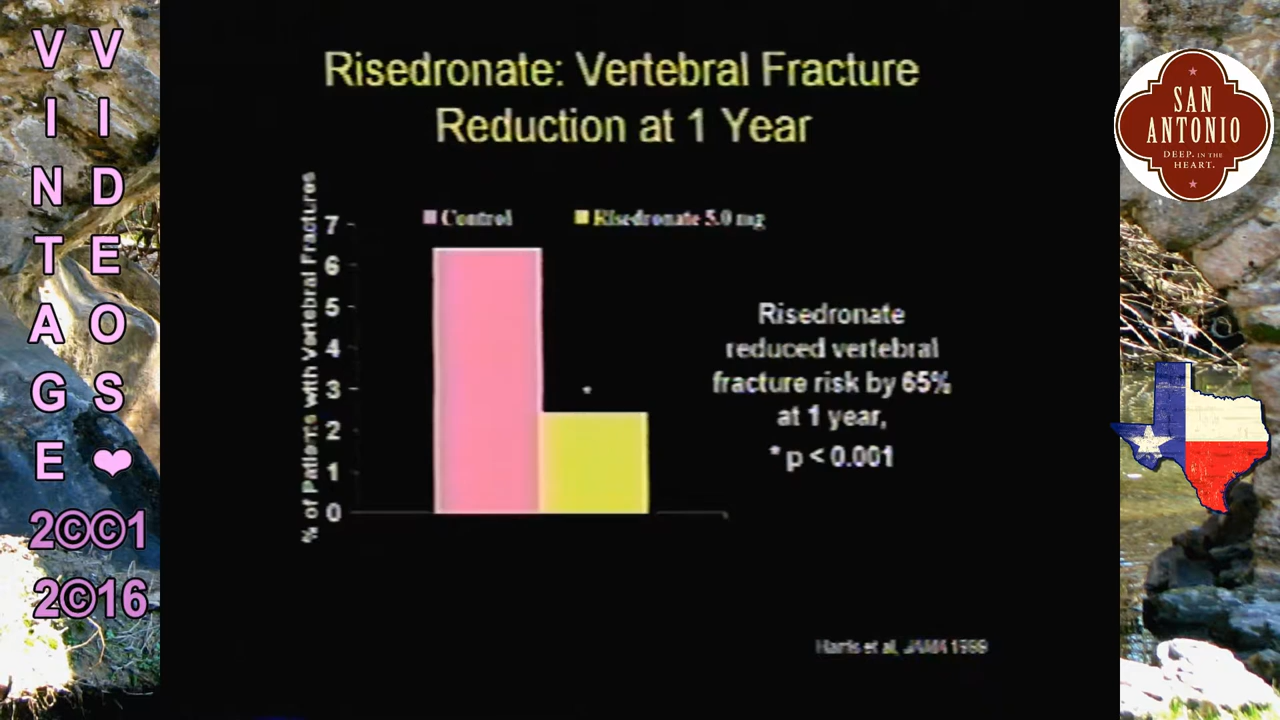 VINTAGE
VIDEOS
2©©1
2©16
Risedronate: Vertebral Fracture
Reduction at 1 Year
% of Patients with Vertebral Fractures
7
6
5
4
3
2
1
0
Control
Risedronate 5.0 mg
*
Risedronate
reduced vertebral
fracture risk by 65%
at 1 year,
* p < 0.001
Harris et al, JAMA 1999
SAN
ANTONIO
DEEP. IN THE
HEART.